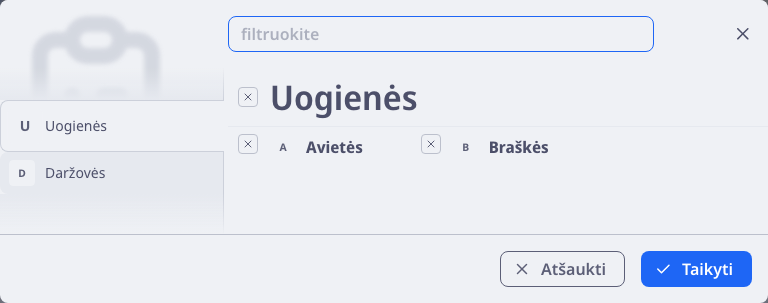 filtruokite
Uogienės
U Uogienės
A Avietės B Braškės
D Daržovės
Atšaukti Taikyti